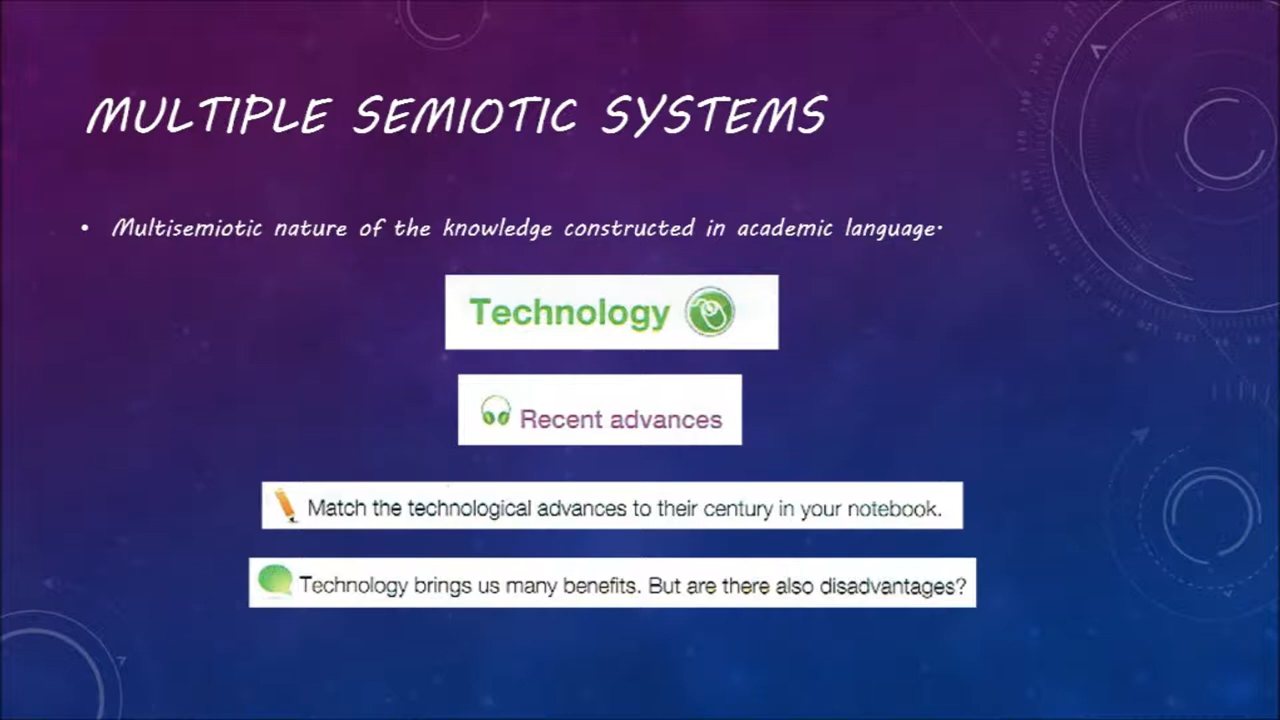 MULTIPLE SEMIOTIC SYSTEMS
• Multisemiotic nature of the knowledge constructed in academic language.
Technology
Recent advances
Match the technological advances to their century in your notebook.
Technology brings us many benefits. But are there also disadvantages?